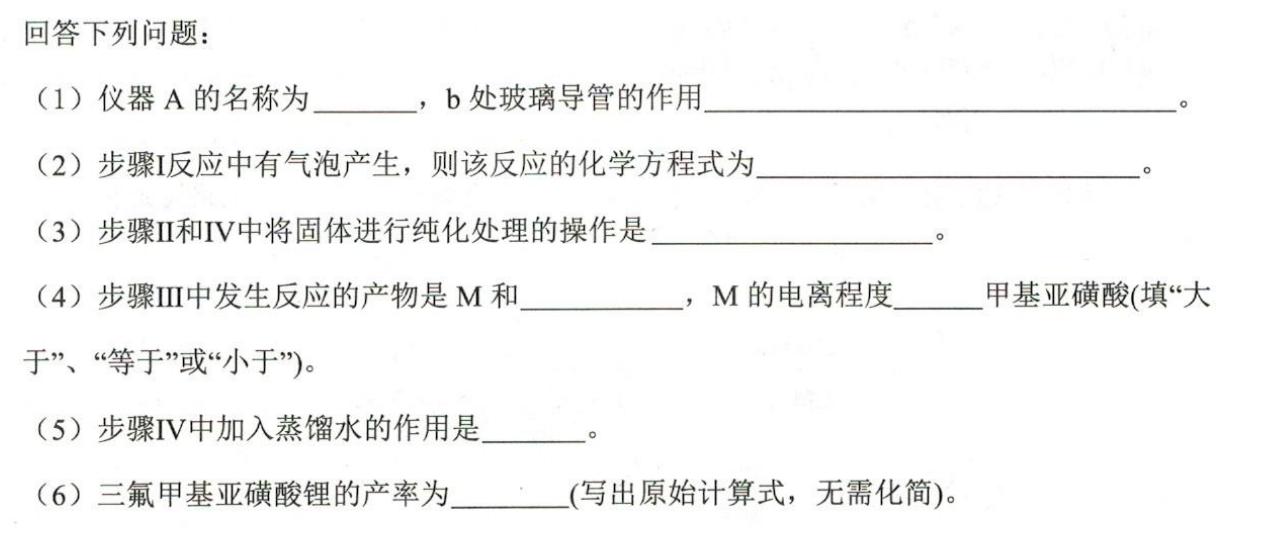 回答下列问题：
（1）仪器 A 的名称为_______，b 处玻璃导管的作用________________________________。
（2）步骤I反应中有气泡产生，则该反应的化学方程式为__________________________。
（3）步骤II和IV中将固体进行纯化处理的操作是___________________。
（4）步骤III中发生反应的产物是 M 和___________，M 的电离程度______甲基亚磺酸(填“大
于”、“等于”或“小于”)。
（5）步骤IV中加入蒸馏水的作用是_______。
（6）三氟甲基亚磺酸锂的产率为________(写出原始计算式，无需化简)。